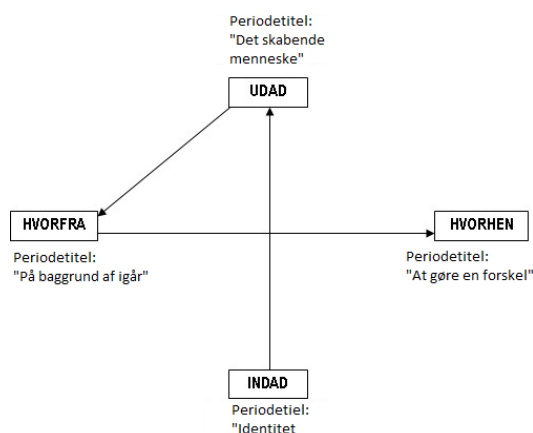 Periodetitel:
"Det skabende
menneske"
UDAD
HVORFRA
HVORHEN
Periodetitel:
"På baggrund af igår"
Periodetitel:
"At gøre en forskel"
INDAD
Periodetiel:
"Identitet